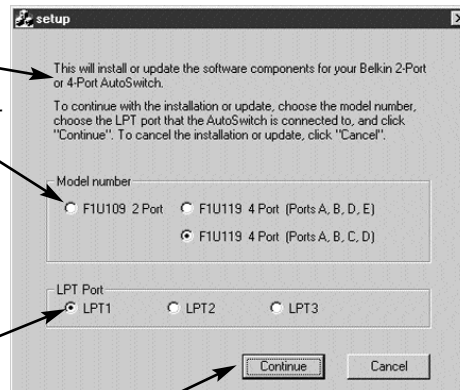 setup
This will install or update the software components for your Belkin 2-Port
or 4-Port AutoSwitch.
To continue with the installation or update, choose the model number,
choose the LPT port that the AutoSwitch is connected to, and click
"Continue". To cancel the installation or update, click "Cancel".
Model number
F1U109 2 Port
F1U119 4 Port (Ports A, B, D, E)
F1U119 4 Port (Ports A, B, C, D)
LPT Port
LPT1
LPT2
LPT3
Continue
Cancel